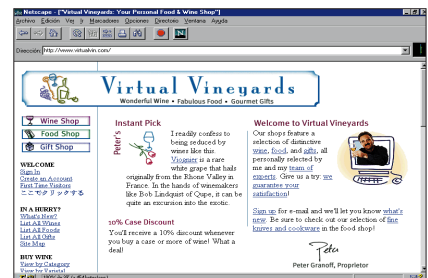 Netscape - ["Virtual Vineyards: Your Personal Food & Wine Shop"]
Archivo Edición Ver Ir Marcadores Opciones Directorio Ventana Ayuda
N
Dirección: http://www.virtualvin.com/
Virtual Vineyards
Wonderful Wine • Fabulous Food • Gourmet Gifts
Wine Shop
Food Shop
Gift Shop
WELCOME
Sign In
Create an Account
First Time Visitors
ここでクリックする
IN A HURRY?
What's New?
List All Wines
List All Foods
List All Gifts
Site Map
BUY WINE
View by Category
View by Varietal
Instant Pick
Peter's
I readily confess to
being seduced by
wines like this.
Viognier is a rare
white grape that hails
originally from the Rhone Valley in
France. In the hands of winemakers
like Bob Lindquist of Qupe, it can be
quite an excursion into the exotic.
10% Case Discount
You'll receive a 10% discount whenever
you buy a case or more of wine! What a
deal!
Welcome to Virtual Vineyards
Our shops feature a
selection of distinctive
wine, food, and gifts, all
personally selected by
me and my team of
experts. Give us a try: we
guarantee your
satisfaction!
Sign up for e-mail and we'll let you know what's
new. Be sure to check out our selection of fine
knives and cookware in the food shop!
Peter
Peter Granoff, Proprietor